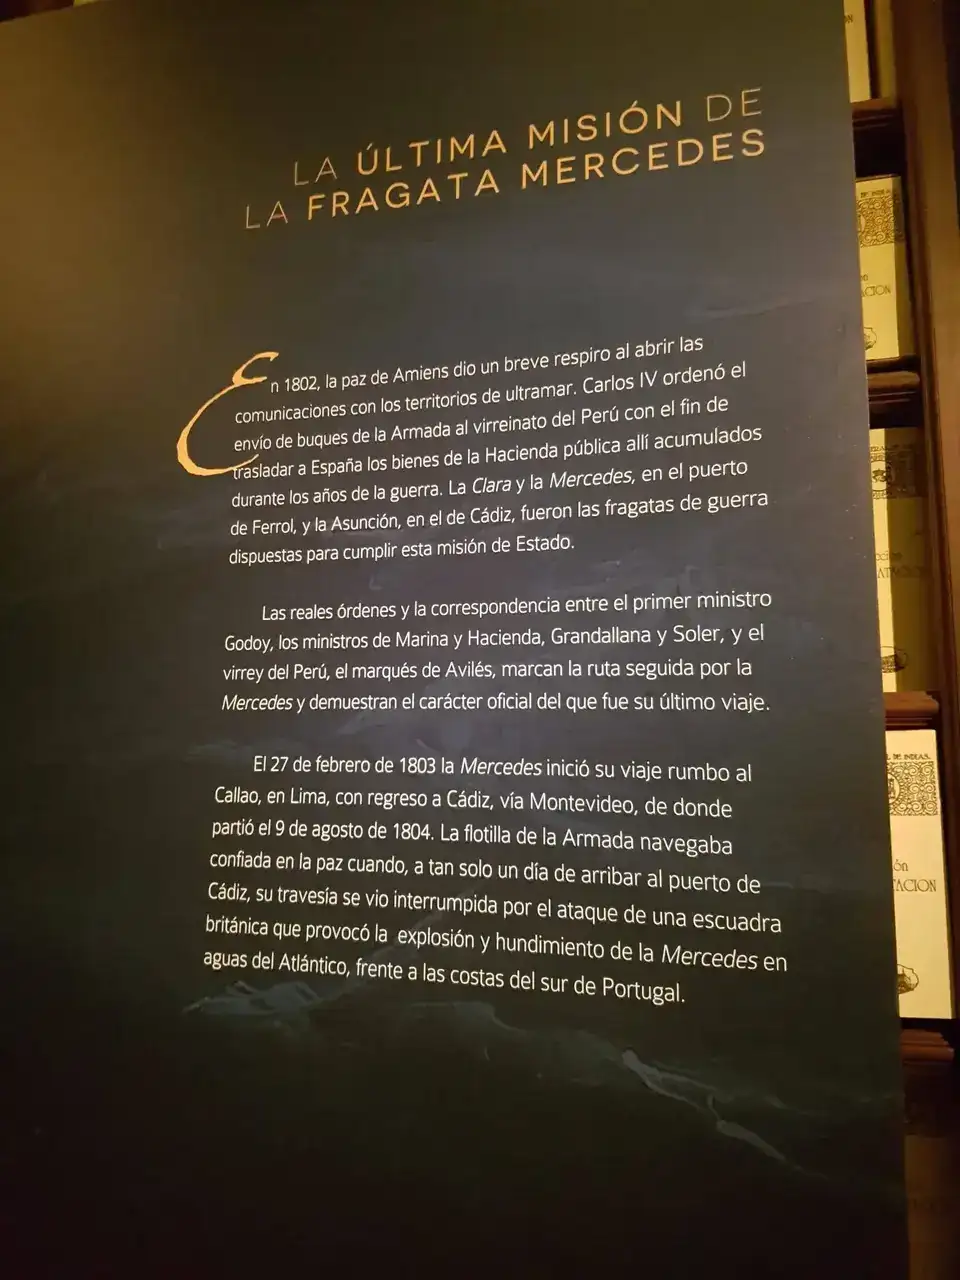 LA ÚLTIMA MISIÓN DE
LA FRAGATA MERCEDES
En 1802, la paz de Amiens dio un breve respiro al abrir las
comunicaciones con los territorios de ultramar. Carlos IV ordenó el
envío de buques de la Armada al virreinato del Perú con el fin de
trasladar a España los bienes de la Hacienda pública allí acumulados
durante los años de la guerra. La Clara y la Mercedes, en el puerto
de Ferrol, y la Asunción, en el de Cádiz, fueron las fragatas de guerra
dispuestas para cumplir esta misión de Estado.
Las reales órdenes y la correspondencia entre el primer ministro
Godoy, los ministros de Marina y Hacienda, Grandallana y Soler, y el
virrey del Perú, el marqués de Avilés, marcan la ruta seguida por la
Mercedes y demuestran el carácter oficial del que fue su último viaje.
El 27 de febrero de 1803 la Mercedes inició su viaje rumbo al
Callao, en Lima, con regreso a Cádiz, vía Montevideo, de donde
partió el 9 de agosto de 1804. La flotilla de la Armada navegaba
confiada en la paz cuando, a tan solo un día de arribar al puerto de
Cádiz, su travesía se vio interrumpida por el ataque de una escuadra
británica que provocó la explosión y hundimiento de la Mercedes en
aguas del Atlántico, frente a las costas del sur de Portugal.
DE INDIAS.